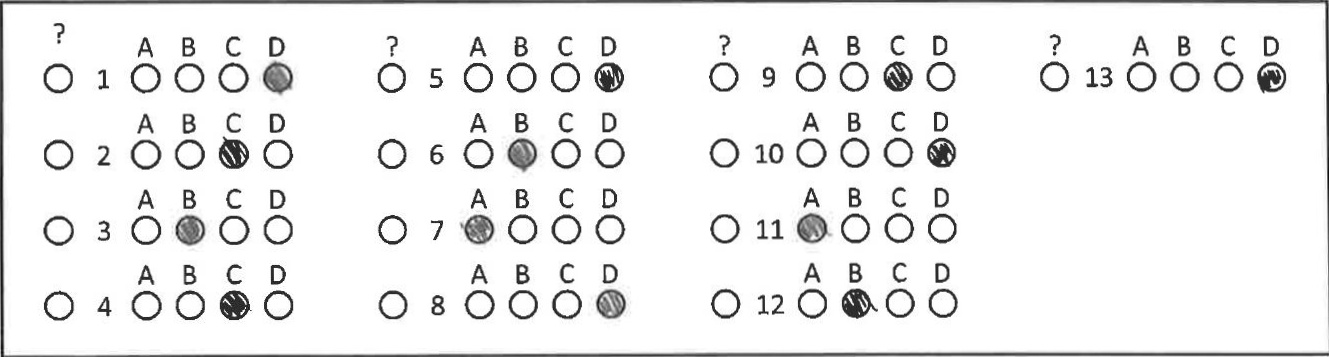 ? A B C D ? A B C D ? A B C D ? A B C D
1 5 9 13
A B C D A B C D A B C D
2 6 10
A B C D A B C D A B C D
3 7 11
A B C D A B C D A B C D
4 8 12